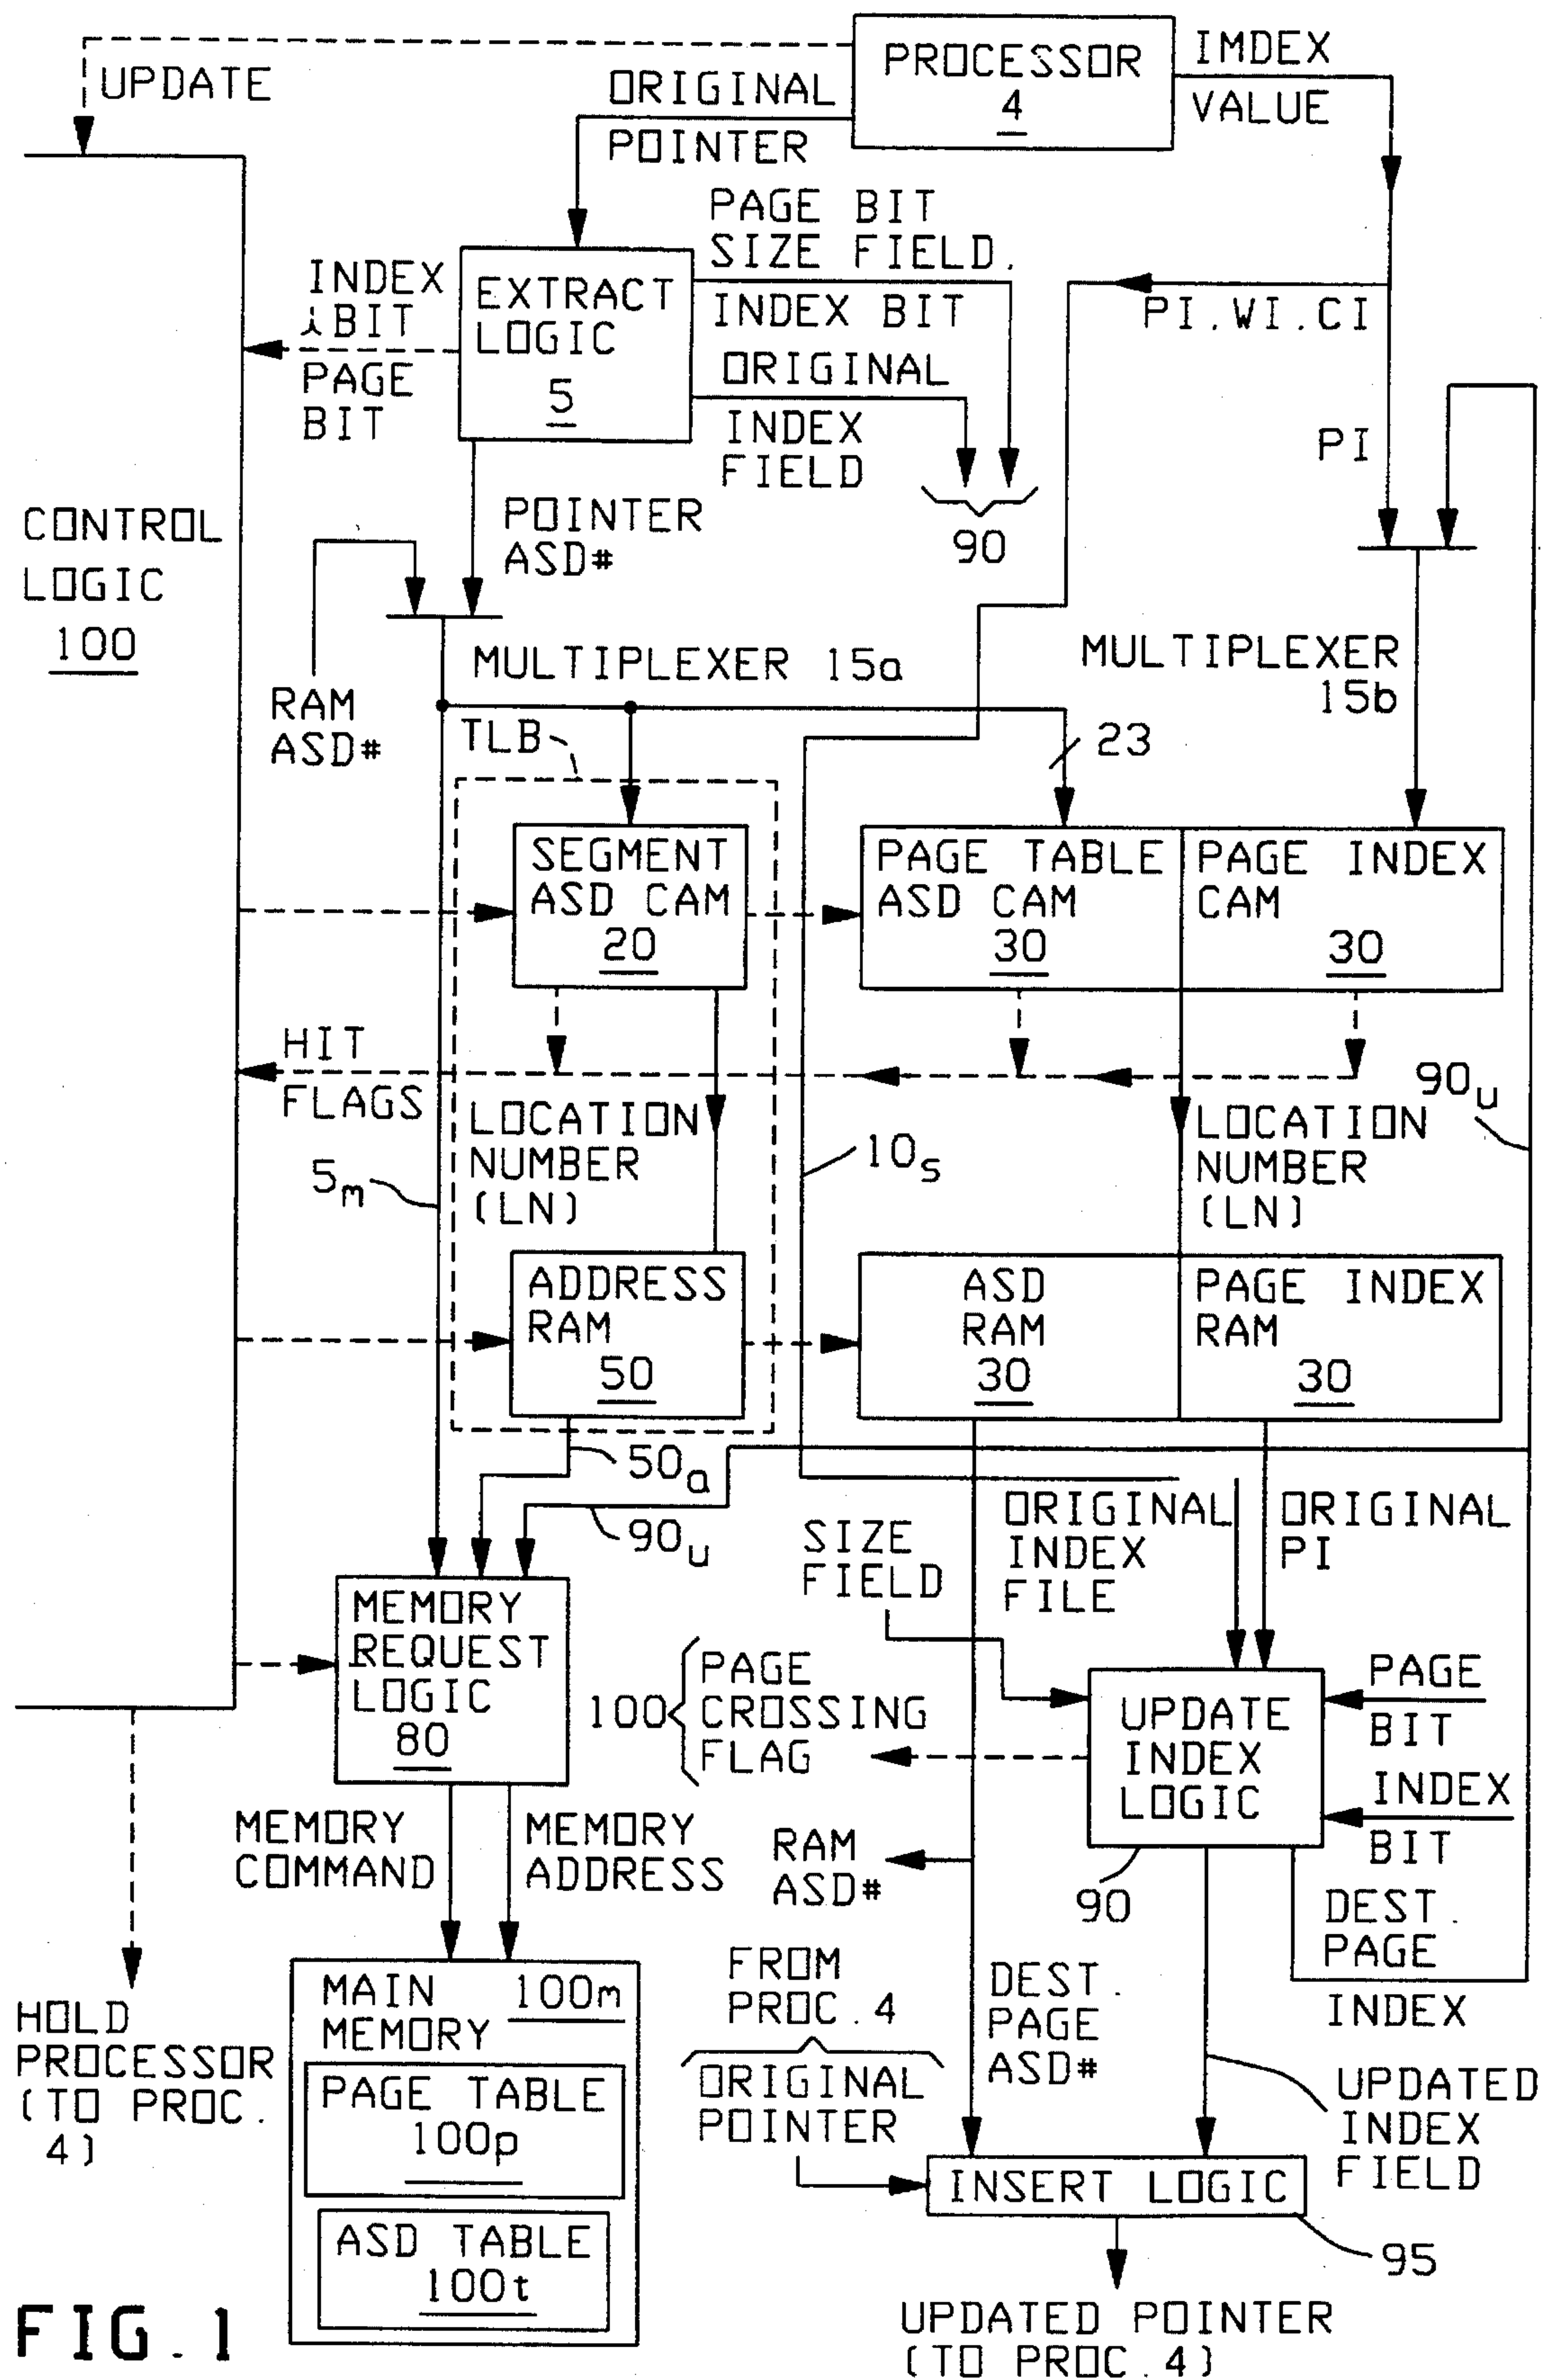 PROCESSOR
4
IMDEX
VALUE
UPDATE
ORIGINAL
POINTER
PAGE BIT
SIZE FIELD.
INDEX BIT
ORIGINAL
INDEX
FIELD
90
INDEX
iBIT
PAGE
BIT
EXTRACT
LOGIC
5
PI.WI.CI
PI
CONTROL
LOGIC
100
POINTER
ASD#
RAM
ASD#
MULTIPLEXER 15a
MULTIPLEXER
15b
TLB
23
SEGMENT
ASD CAM
20
PAGE TABLE
ASD CAM
30
PAGE INDEX
CAM
30
HIT
FLAGS
LOCATION
NUMBER
(LN)
5m
10s
LOCATION
NUMBER
(LN)
90u
ADDRESS
RAM
50
ASD
RAM
30
PAGE INDEX
RAM
30
50a
90u
SIZE
FIELD
ORIGINAL
INDEX
FILE
ORIGINAL
PI
MEMORY
REQUEST
LOGIC
80
100
PAGE
CROSSING
FLAG
UPDATE
INDEX
LOGIC
90
PAGE
BIT
INDEX
BIT
MEMORY
COMMAND
MEMORY
ADDRESS
RAM
ASD#
DEST.
PAGE
INDEX
HOLD
PROCESSOR
(TO PROC.
4)
MAIN
MEMORY
100m
PAGE TABLE
100p
ASD TABLE
100t
FROM
PROC.4
ORIGINAL
POINTER
DEST.
PAGE
ASD#
UPDATED
INDEX
FIELD
INSERT LOGIC
95
UPDATED POINTER
(TO PROC.4)
FIG.1